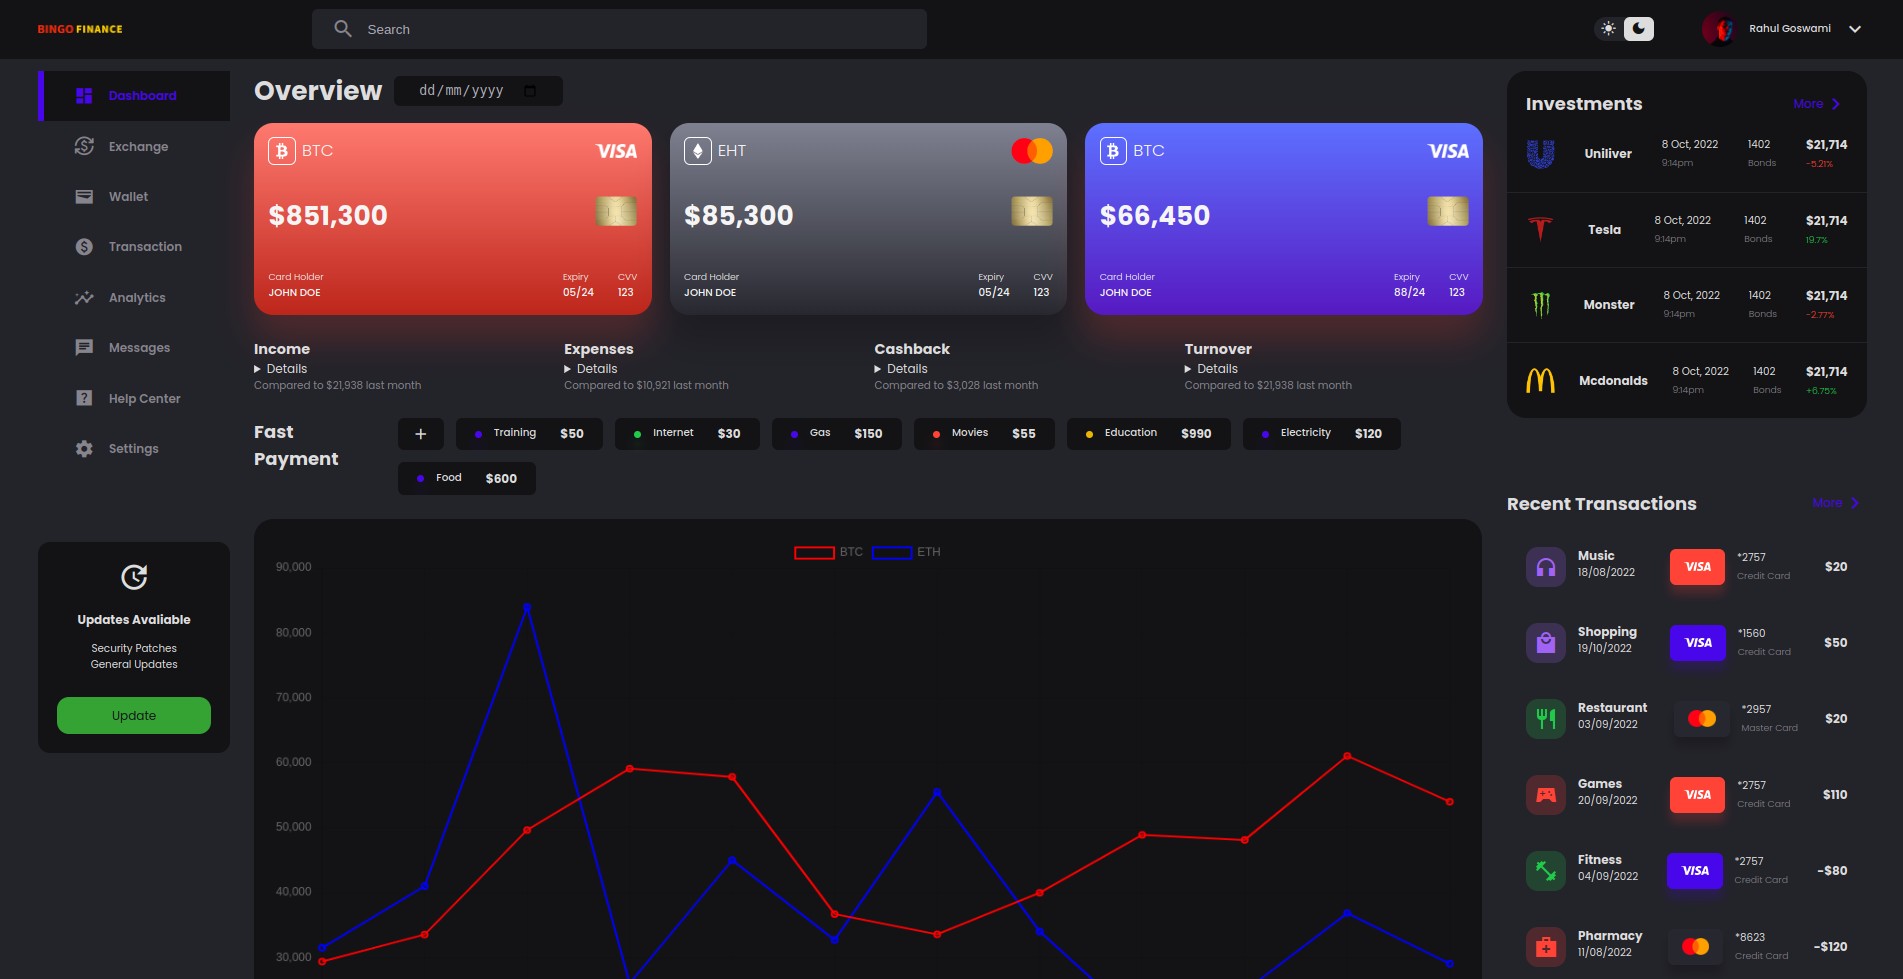 BINGO FINANCE
Search
Rahul Goswami
Dashboard
Exchange
Wallet
Transaction
Analytics
Messages
Help Center
Settings
Updates Avaliable
Security Patches
General Updates
Update
Overview
dd/mm/yyyy
BTC VISA
$851,300
Card Holder Expiry CVV
JOHN DOE 05/24 123
EHT
$85,300
Card Holder Expiry CVV
JOHN DOE 05/24 123
BTC VISA
$66,450
Card Holder Expiry CVV
JOHN DOE 88/24 123
Income
Details
Compared to $21,938 last month
Expenses
Details
Compared to $10,921 last month
Cashback
Details
Compared to $3,028 last month
Turnover
Details
Compared to $21,938 last month
Fast
Payment
+
Training $50
Internet $30
Gas $150
Movies $55
Education $990
Electricity $120
Food $600
BTC ETH
90,000
80,000
70,000
60,000
50,000
40,000
30,000
Investments More
Uniliver 8 Oct, 2022 1402 $21,714
9:14pm Bonds -5.21%
Tesla 8 Oct, 2022 1402 $21,714
9:14pm Bonds 19.7%
Monster 8 Oct, 2022 1402 $21,714
9:14pm Bonds -2.77%
Mcdonalds 8 Oct, 2022 1402 $21,714
9:14pm Bonds +6.75%
Recent Transactions More
Music VISA *2757 $20
18/08/2022 Credit Card
Shopping VISA *1560 $50
19/10/2022 Credit Card
Restaurant *2957 $20
03/09/2022 Master Card
Games VISA *2757 $110
20/09/2022 Credit Card
Fitness VISA *2757 -$80
04/09/2022 Credit Card
Pharmacy *8623 -$120
11/08/2022 Credit Card